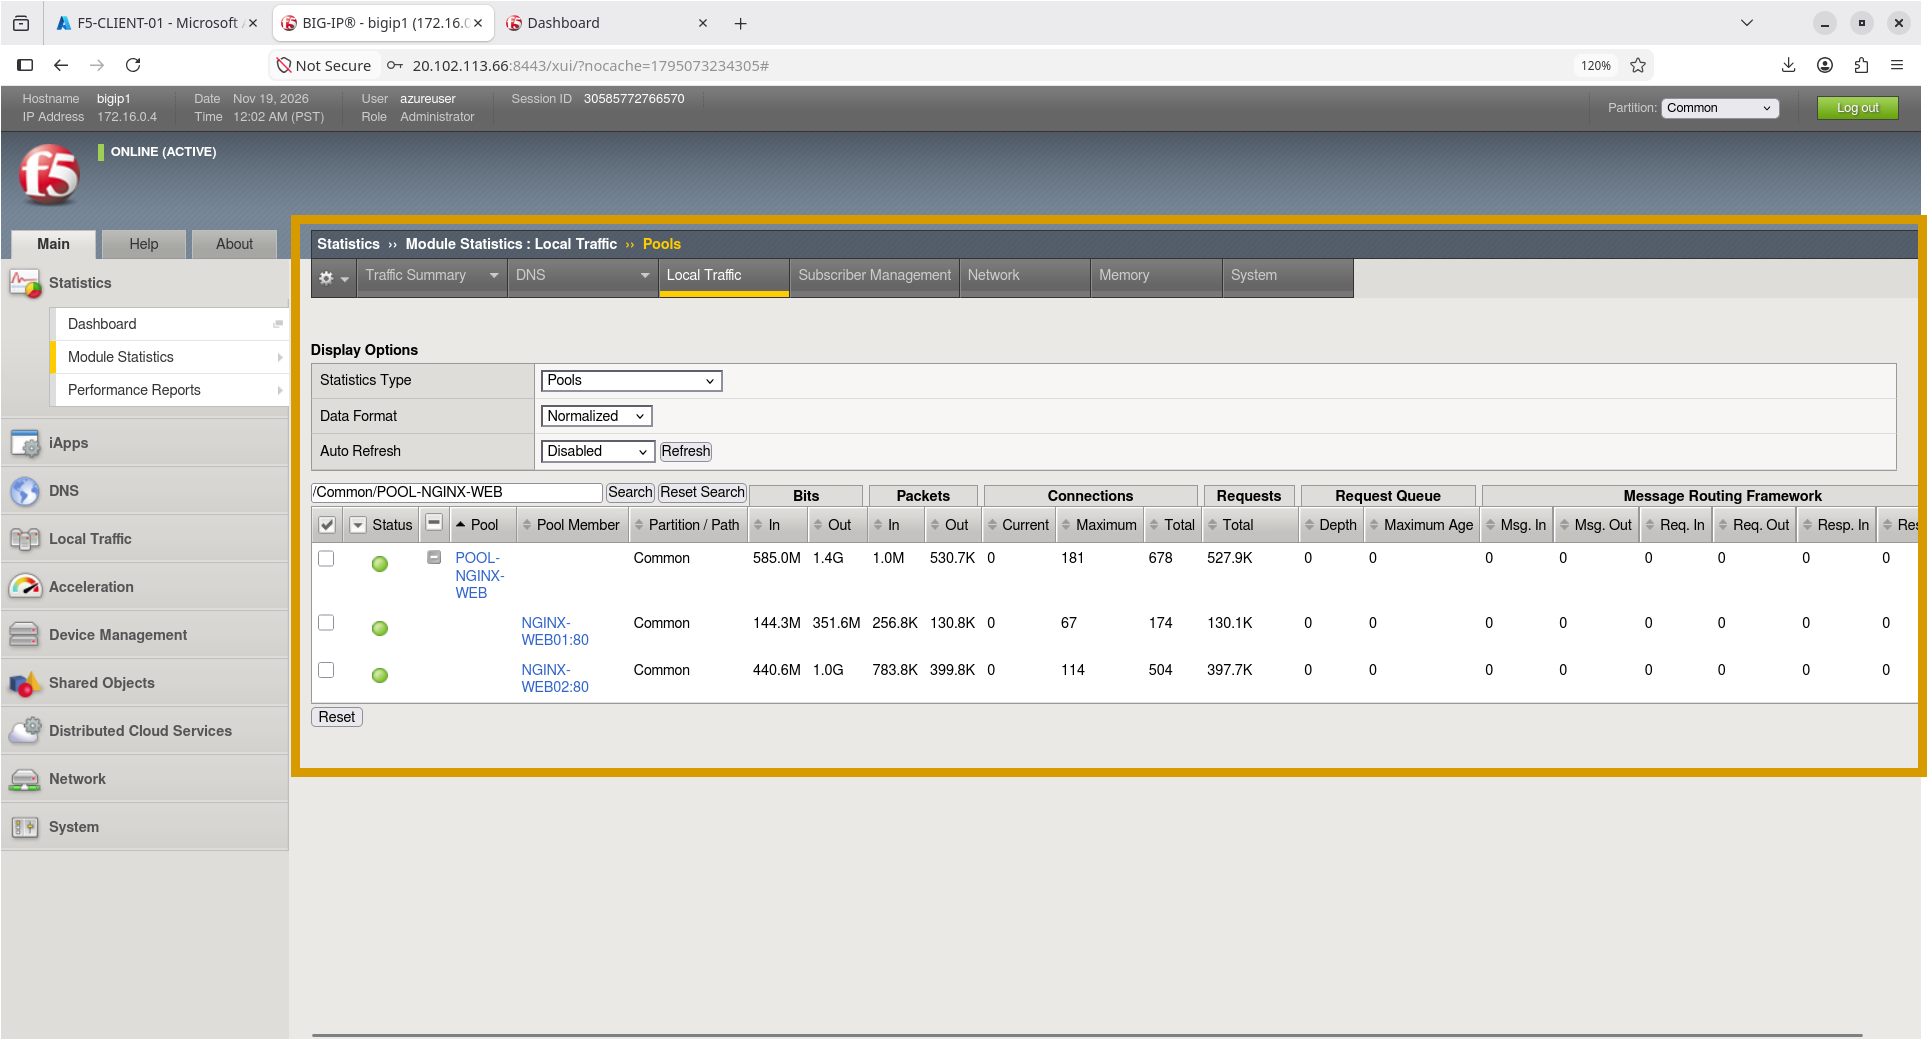 F5-CLIENT-01 - Microsoft A
BIG-IP® - bigip1 (172.16.0.
Dashboard
Not Secure
20.102.113.66:8443/xui/?nocache=1795073234305#
120%
Hostname bigip1
IP Address 172.16.0.4
Date Nov 19, 2026
Time 12:02 AM (PST)
User azureuser
Role Administrator
Session ID 30585772766570
Partition: Common
Log out
f5
ONLINE (ACTIVE)
Main Help About
Statistics
Dashboard
Module Statistics
Performance Reports
iApps
DNS
Local Traffic
Acceleration
Device Management
Shared Objects
Distributed Cloud Services
Network
System
Statistics ›› Module Statistics : Local Traffic ›› Pools
Traffic Summary DNS Local Traffic Subscriber Management Network Memory System
Display Options
Statistics Type Pools
Data Format Normalized
Auto Refresh Disabled Refresh
/Common/POOL-NGINX-WEB Search Reset Search Bits Packets Connections Requests Request Queue Message Routing Framework
Status Pool Pool Member Partition / Path In Out In Out Current Maximum Total Total Depth Maximum Age Msg. In Msg. Out Req. In Req. Out Resp. In Res
POOL- Common 585.0M 1.4G 1.0M 530.7K 0 181 678 527.9K 0 0 0 0 0 0 0 0
NGINX-
WEB
NGINX- Common 144.3M 351.6M 256.8K 130.8K 0 67 174 130.1K 0 0 0 0 0 0 0 0
WEB01:80
NGINX- Common 440.6M 1.0G 783.8K 399.8K 0 114 504 397.7K 0 0 0 0 0 0 0 0
WEB02:80
Reset